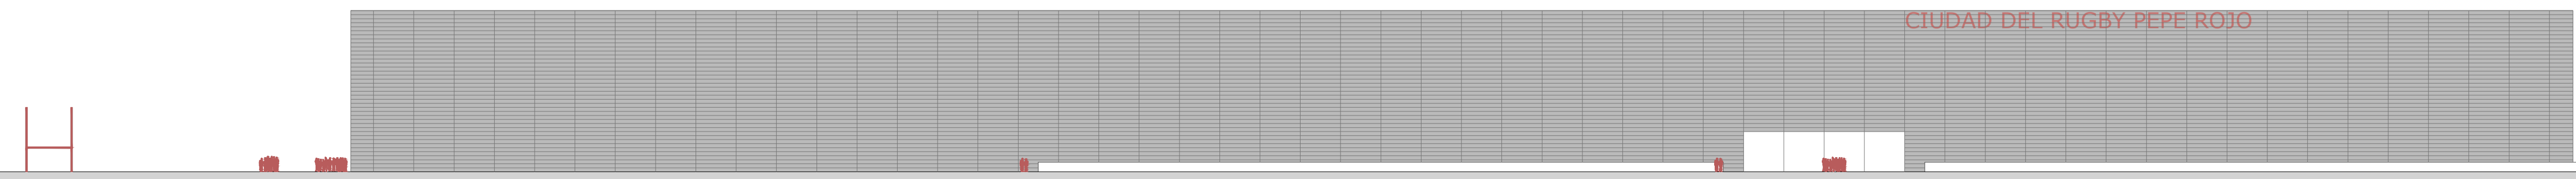 CIUDAD DEL RUGBY PEPE ROJO